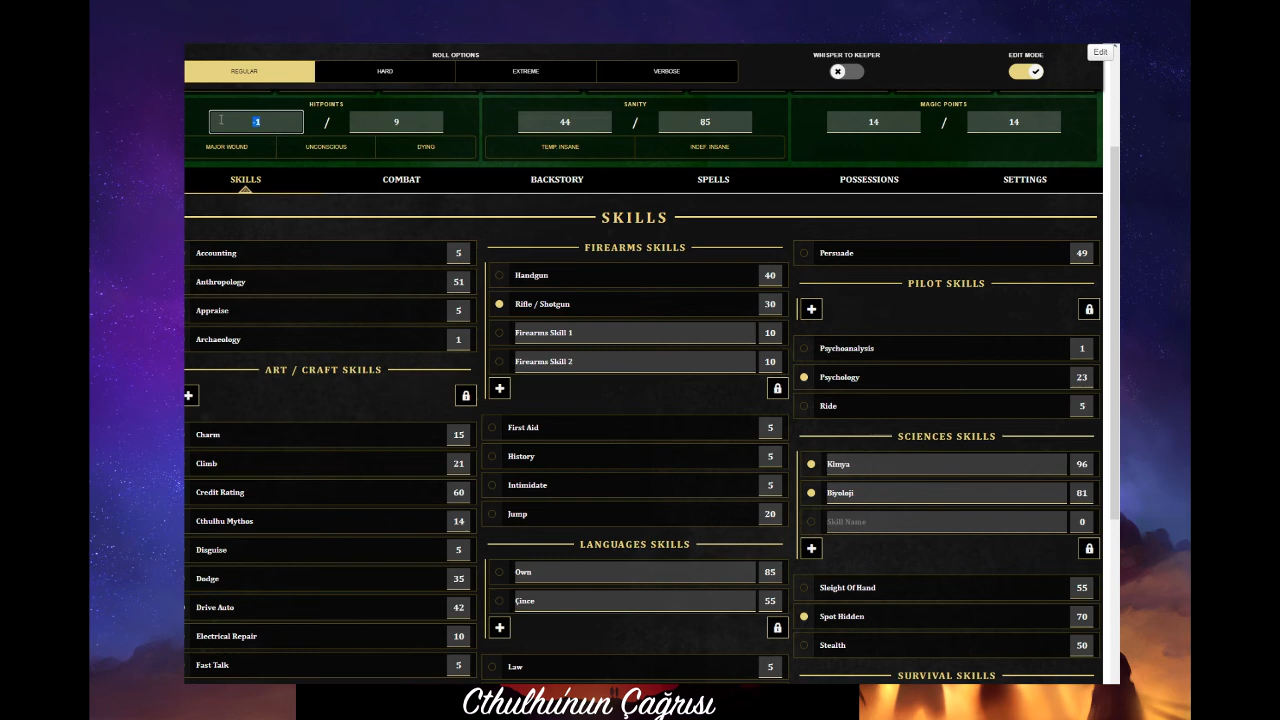 ROLL OPTIONS
WHISPER TO KEEPER
EDIT MODE
Edit
REGULAR
HARD
EXTREME
VERBOSE
HITPOINTS
SANITY
MAGIC POINTS
-1 / 9
44 / 85
14 / 14
MAJOR WOUND
UNCONSCIOUS
DYING
TEMP. INSANE
INDEF. INSANE
SKILLS
COMBAT
BACKSTORY
SPELLS
POSSESSIONS
SETTINGS
SKILLS
Accounting 5
Anthropology 51
Appraise 5
Archaeology 1
ART / CRAFT SKILLS
Charm 15
Climb 21
Credit Rating 60
Cthulhu Mythos 14
Disguise 5
Dodge 35
Drive Auto 42
Electrical Repair 10
Fast Talk 5
FIREARMS SKILLS
Handgun 40
Rifle / Shotgun 30
Firearms Skill 1 10
Firearms Skill 2 10
First Aid 5
History 5
Intimidate 5
Jump 20
LANGUAGES SKILLS
Own 85
Çince 55
Law 5
Persuade 49
PILOT SKILLS
Psychoanalysis 1
Psychology 23
Ride 5
SCIENCES SKILLS
Kimya 96
Biyoloji 81
Skill Name 0
Sleight Of Hand 55
Spot Hidden 70
Stealth 50
SURVIVAL SKILLS
Cthulhu'nun Çağrısı